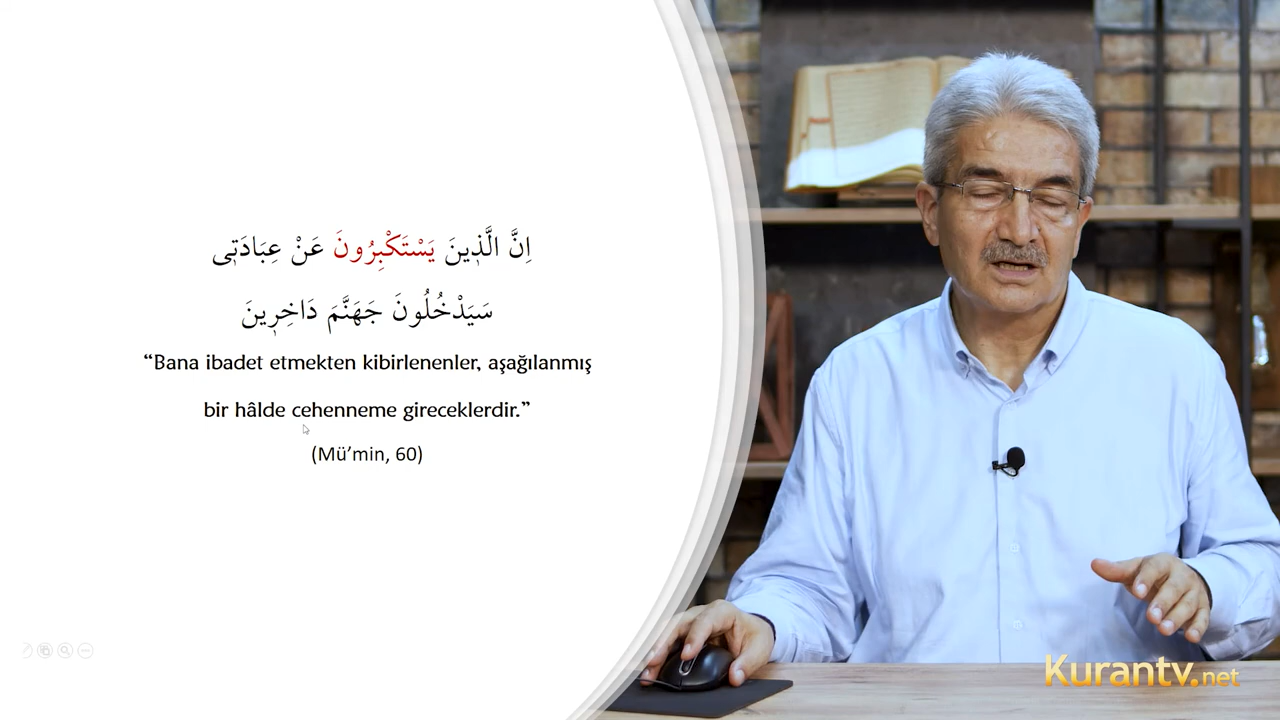 اِنَّ الَّذ۪ينَ يَسْتَكْبِرُونَ عَنْ عِبَادَت۪ى
سَيَدْخُلُونَ جَهَنَّمَ دَاخِر۪ينَ
“Bana ibadet etmekten kibirlenenler, aşağılanmış
bir hâlde cehenneme gireceklerdir.”
(Mü’min, 60)
Kurantv.net